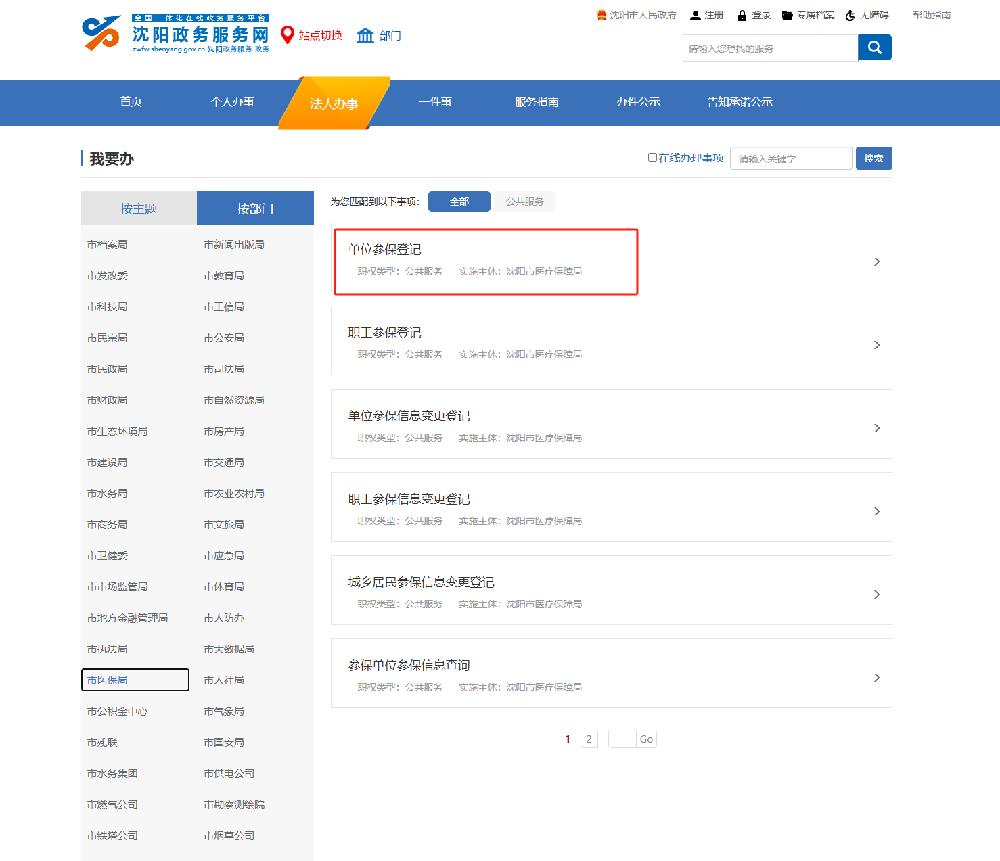 全国一体化在线政务服务平台
沈阳政务服务网
zwfw.shenyang.gov.cn 沈阳政务服务.政务
站点切换 部门
沈阳市人民政府 注册 登录 专属档案 无障碍 帮助指南
请输入您想找的服务
首页 个人办事 法人办事 一件事 服务指南 办件公示 告知承诺公示
我要办
在线办理事项 请输入关键字 搜索
按主题 按部门
市档案局 市新闻出版局
市发改委 市教育局
市科技局 市工信局
市民宗局 市公安局
市民政局 市司法局
市财政局 市自然资源局
市生态环境局 市房产局
市建设局 市交通局
市水务局 市农业农村局
市商务局 市文旅局
市卫健委 市应急局
市市场监管局 市体育局
市地方金融管理局 市人防办
市执法局 市大数据局
市医保局 市人社局
市公积金中心 市气象局
市残联 市国安局
市水务集团 市供电公司
市燃气公司 市勘察测绘院
市铁塔公司 市烟草公司
为您匹配到以下事项： 全部 公共服务
单位参保登记
职权类型：公共服务 实施主体：沈阳市医疗保障局
职工参保登记
职权类型：公共服务 实施主体：沈阳市医疗保障局
单位参保信息变更登记
职权类型：公共服务 实施主体：沈阳市医疗保障局
职工参保信息变更登记
职权类型：公共服务 实施主体：沈阳市医疗保障局
城乡居民参保信息变更登记
职权类型：公共服务 实施主体：沈阳市医疗保障局
参保单位参保信息查询
职权类型：公共服务 实施主体：沈阳市医疗保障局
1 2 Go